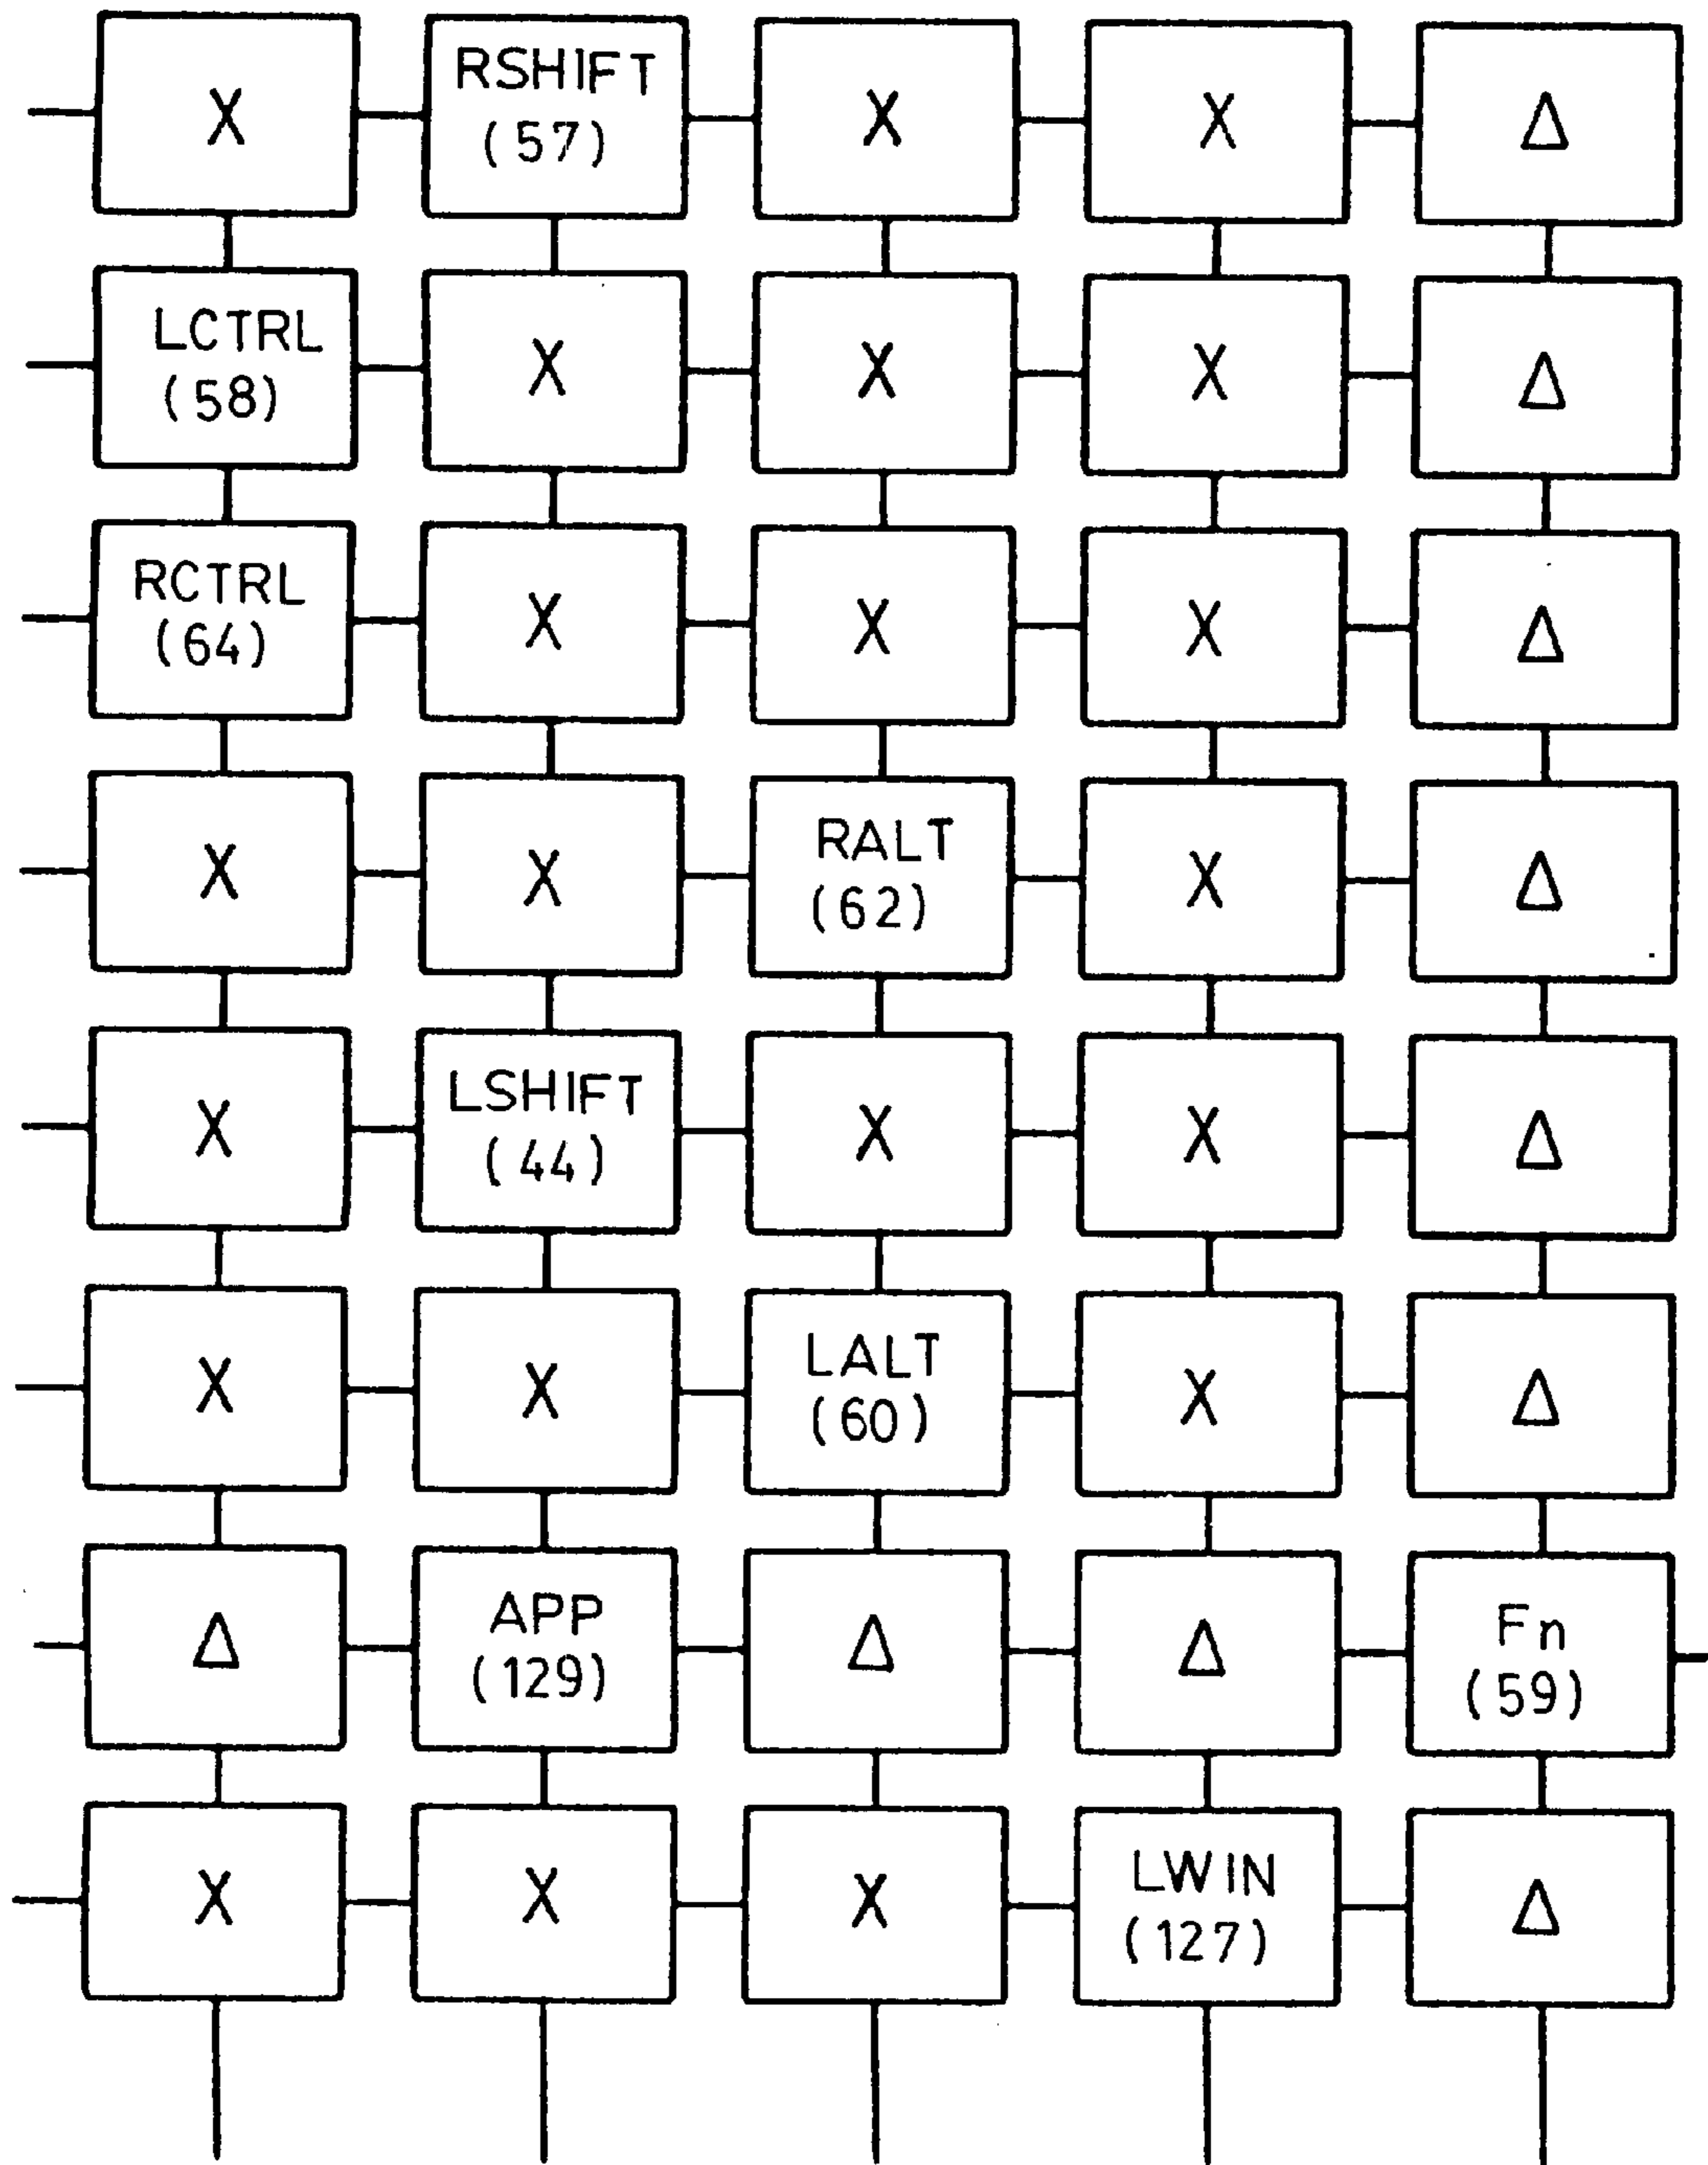 X RSHIFT X X Δ
(57)
LCTRL X X X Δ
(58)
RCTRL X X X Δ
(64)
X X RALT X Δ
(62)
X LSHIFT X X Δ
(44)
X X LALT X Δ
(60)
Δ APP Δ Δ Fn
(129) (59)
X X X LWIN Δ
(127)